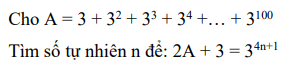 Cho A = 3 + 3² + 3³ + 3⁴ +… + 3¹⁰⁰
Tìm số tự nhiên n để: 2A + 3 = 3⁴ⁿ⁺¹